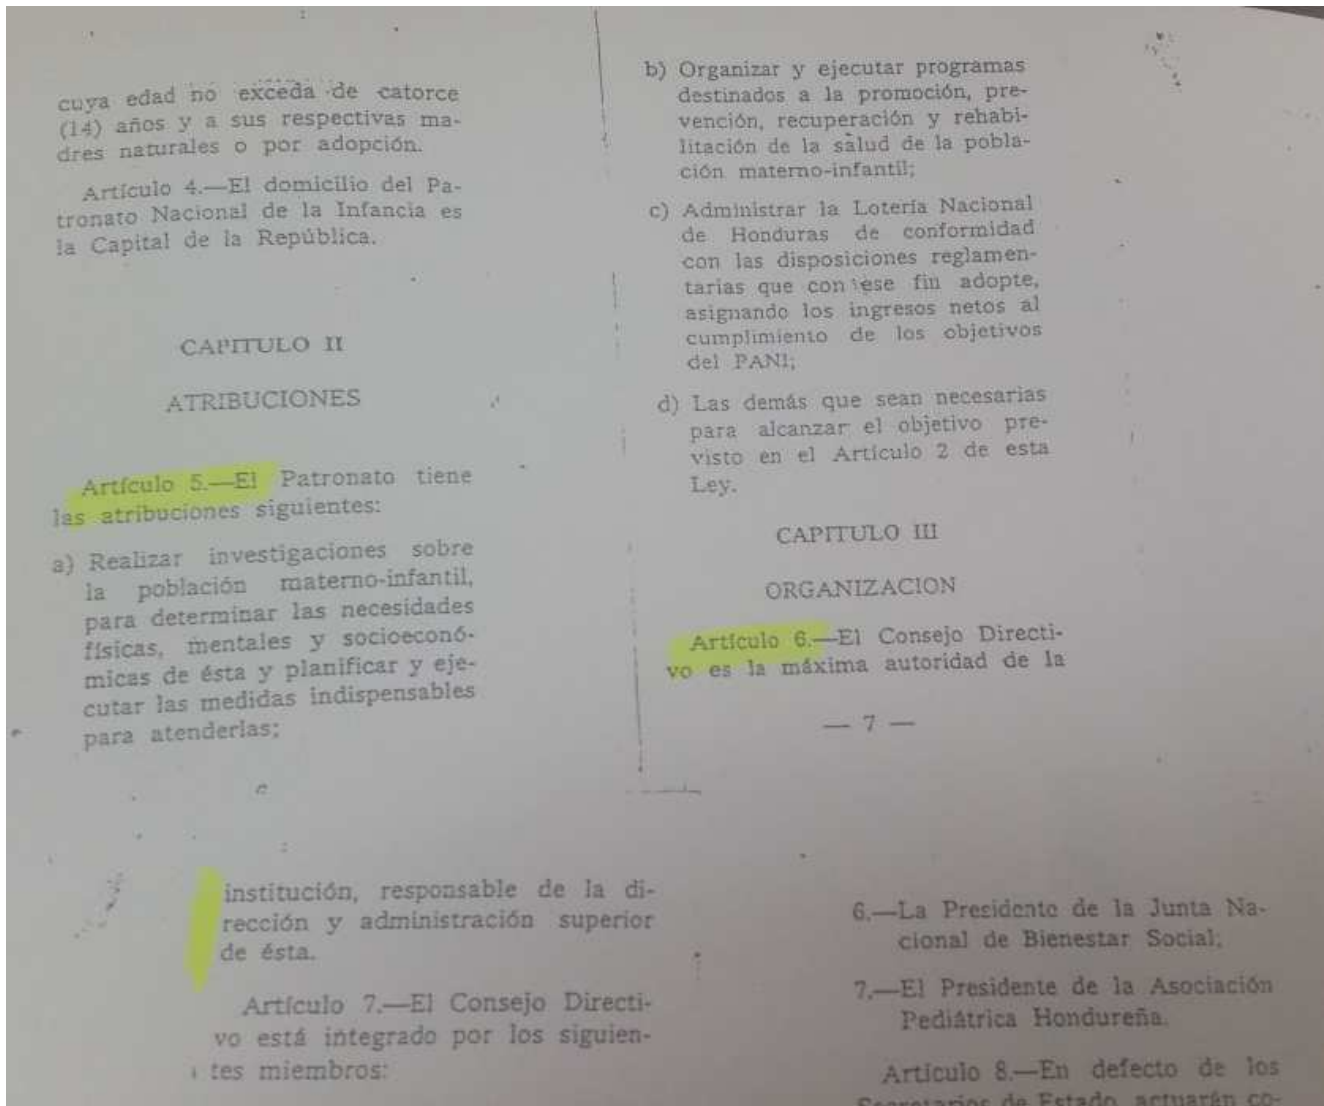 cuya edad no exceda de catorce
(14) años y a sus respectivas ma-
dres naturales o por adopción.
Artículo 4.—El domicilio del Pa-
tronato Nacional de la Infancia es
la Capital de la República.
CAPITULO II
ATRIBUCIONES
Artículo 5.—El Patronato tiene
las atribuciones siguientes:
a) Realizar investigaciones sobre
la población materno-infantil,
para determinar las necesidades
físicas, mentales y socioeconó-
micas de ésta y planificar y eje-
cutar las medidas indispensables
para atenderlas;
b) Organizar y ejecutar programas
destinados a la promoción, pre-
vención, recuperación y rehabi-
litación de la salud de la pobla-
ción materno-infantil;
c) Administrar la Lotería Nacional
de Honduras de conformidad
con las disposiciones reglamen-
tarias que con ese fin adopte,
asignando los ingresos netos al
cumplimiento de los objetivos
del PANI;
d) Las demás que sean necesarias
para alcanzar el objetivo pre-
visto en el Artículo 2 de esta
Ley.
CAPITULO III
ORGANIZACION
Artículo 6.—El Consejo Directi-
vo es la máxima autoridad de la
— 7 —
institución, responsable de la di-
rección y administración superior
de ésta.
Artículo 7.—El Consejo Directi-
vo está integrado por los siguien-
tes miembros:
6.—La Presidente de la Junta Na-
cional de Bienestar Social;
7.—El Presidente de la Asociación
Pediátrica Hondureña.
Artículo 8.—En defecto de los
Secretarios de Estado, actuarán co-